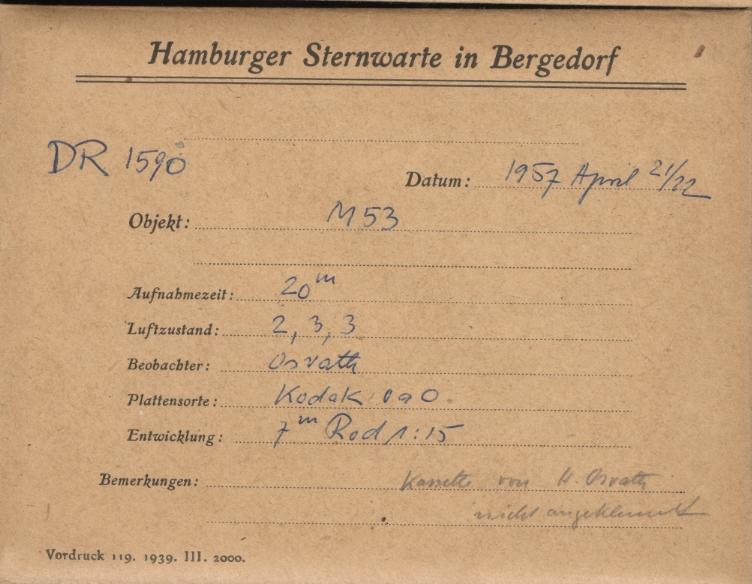 Hamburger Sternwarte in Bergedorf
DR 1590
Datum: 1957 April 21/22
Objekt: M 53
Aufnahmezeit: 20m
Luftzustand: 2, 3, 3
Beobachter: Osvath
Plattensorte: Kodak OaO
Entwicklung: 7m Rod 1:15
Bemerkungen: Kassette von H. Osvath
nicht angeklemmt
Vordruck 119. 1939. III. 2000.